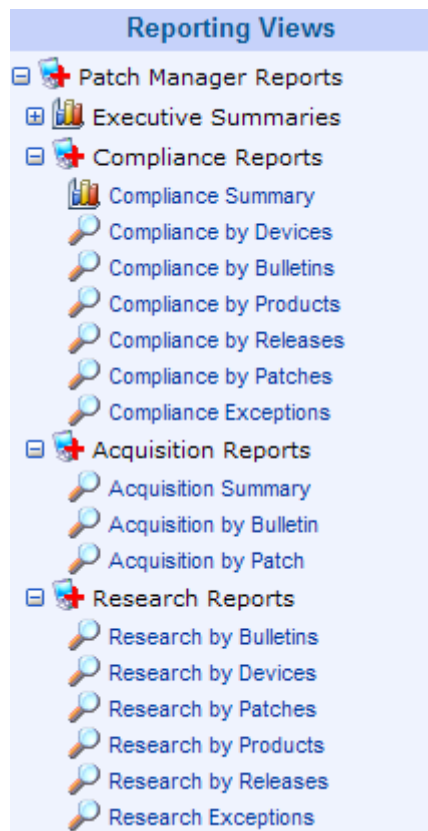 Reporting Views
Patch Manager Reports
Executive Summaries
Compliance Reports
Compliance Summary
Compliance by Devices
Compliance by Bulletins
Compliance by Products
Compliance by Releases
Compliance by Patches
Compliance Exceptions
Acquisition Reports
Acquisition Summary
Acquisition by Bulletin
Acquisition by Patch
Research Reports
Research by Bulletins
Research by Devices
Research by Patches
Research by Products
Research by Releases
Research Exceptions